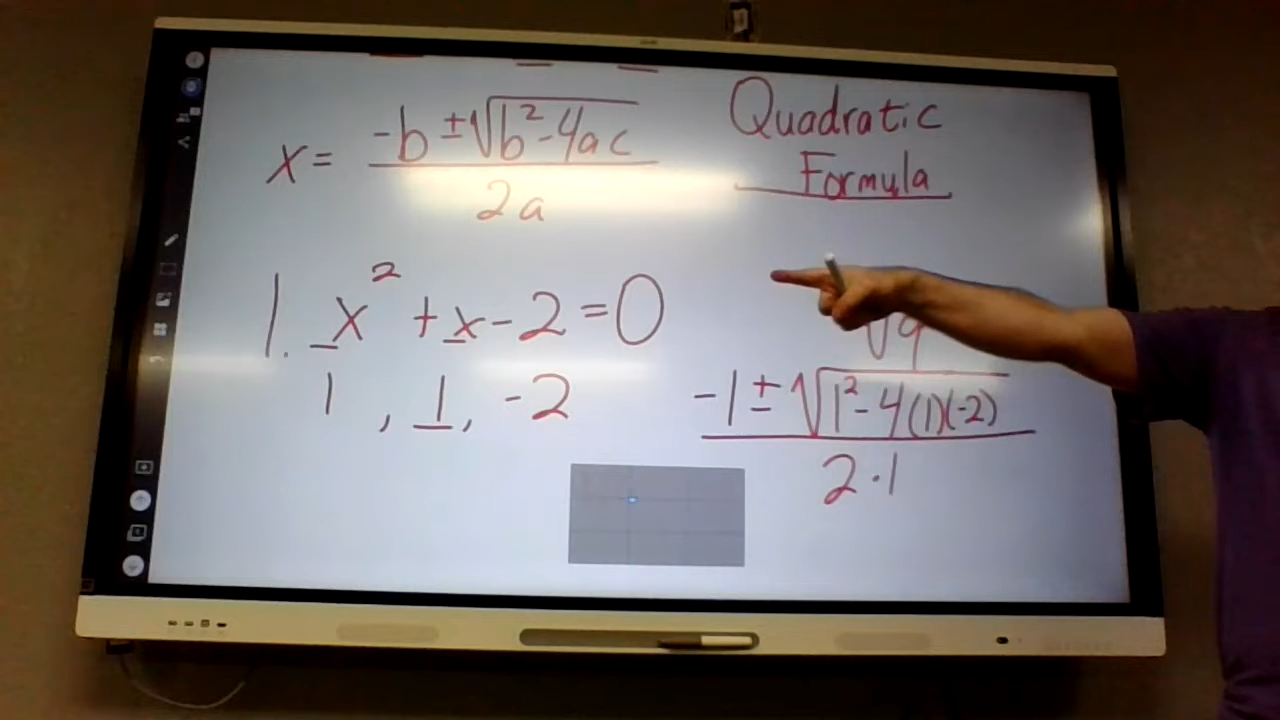 x = -b ± √b² - 4ac
2a
Quadratic
Formula
1. x² + x - 2 = 0
1, 1, -2
√9
-1 ± √1² - 4(1)(-2)
2 · 1